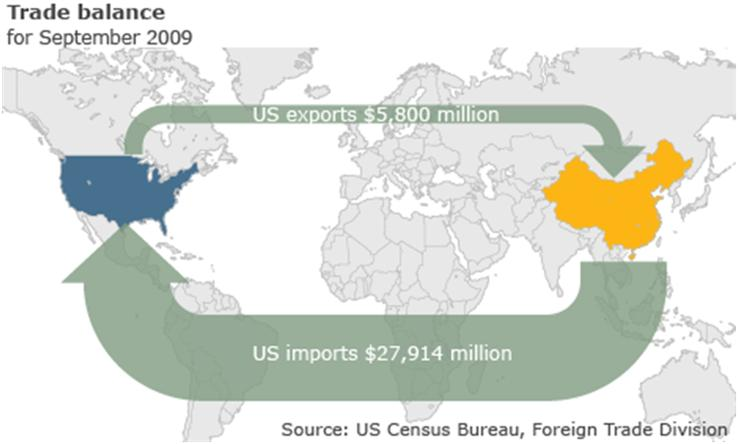 Trade balance
for September 2009
US exports $5,800 million
US imports $27,914 million
Source: US Census Bureau, Foreign Trade Division